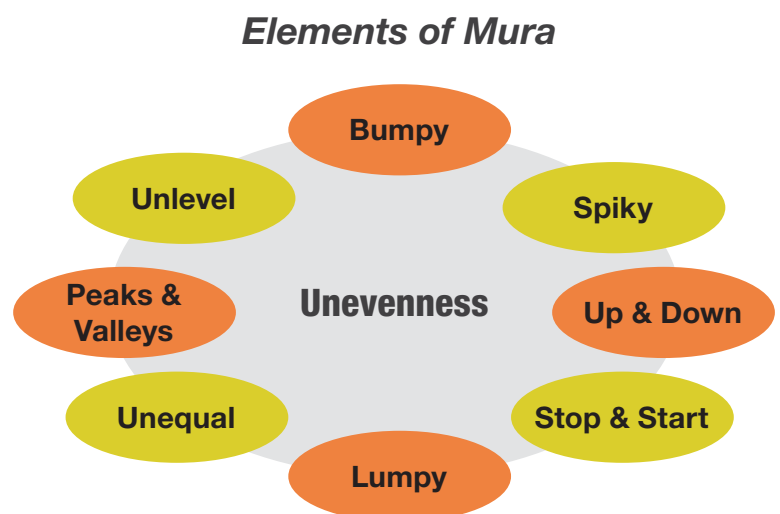 Elements of Mura
Bumpy
Unlevel
Spiky
Peaks &
Valleys
Unevenness
Up & Down
Unequal
Stop & Start
Lumpy